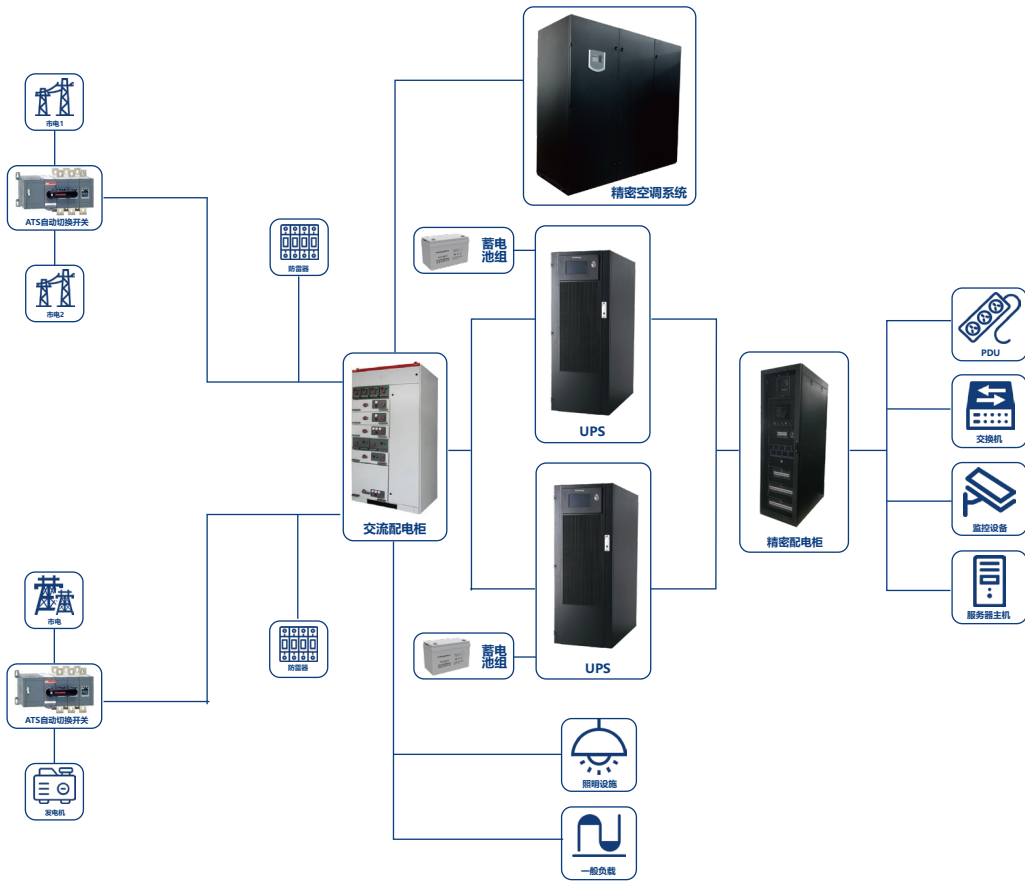 市电1
ATS自动切换开关
市电2
防雷器
精密空调系统
蓄电
池组
UPS
交流配电柜
UPS
蓄电
池组
精密配电柜
PDU
交换机
监控设备
服务器主机
市电
ATS自动切换开关
发电机
防雷器
照明设施
一般负载